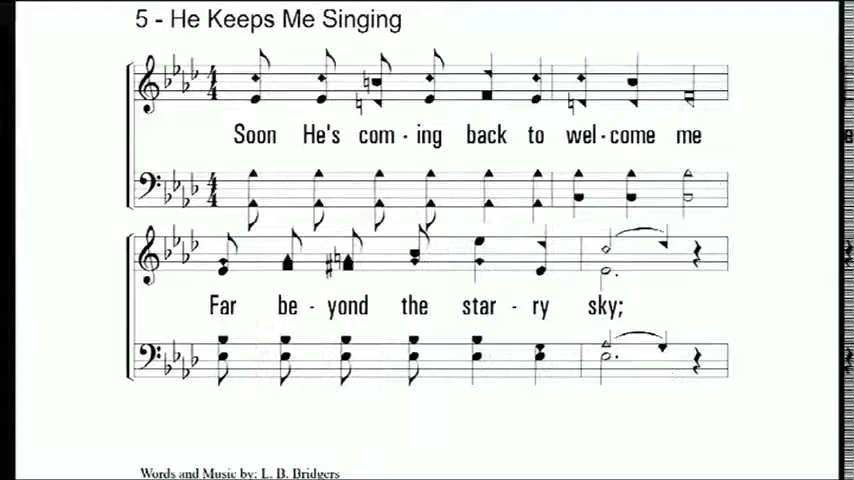 5 - He Keeps Me Singing
Soon He's com - ing back to wel - come me
Far be - yond the star - ry sky;
Words and Music by: L. B. Bridgers